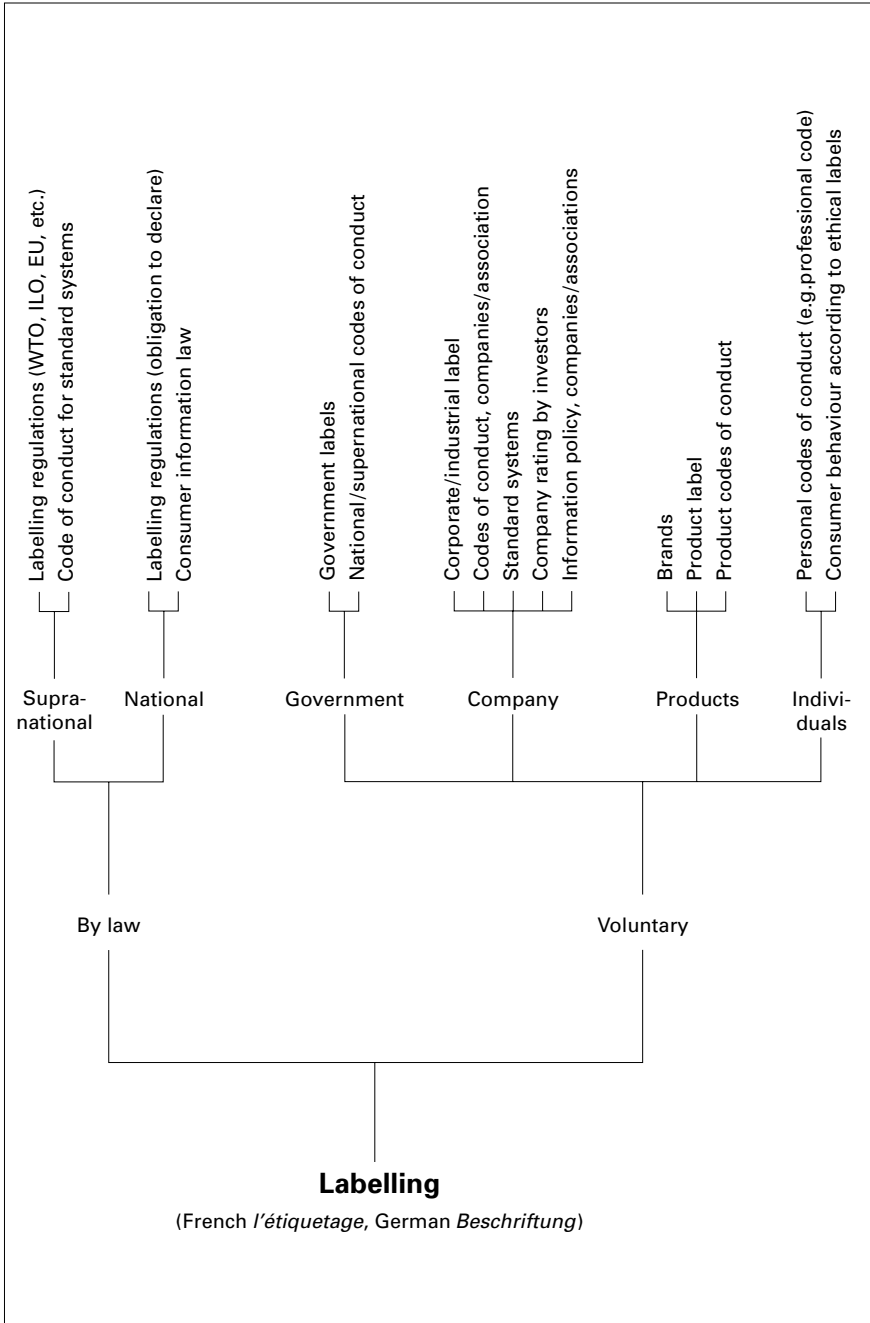 Labelling regulations (WTO, ILO, EU, etc.)
Code of conduct for standard systems
Labelling regulations (obligation to declare)
Consumer information law
Government labels
National/supernational codes of conduct
Corporate/industrial label
Codes of conduct, companies/association
Standard systems
Company rating by investors
Information policy, companies/associations
Brands
Product label
Product codes of conduct
Personal codes of conduct (e.g.professional code)
Consumer behaviour according to ethical labels
Supra-
national
National
Government
Company
Products
Indivi-
duals
By law
Voluntary
Labelling
(French l'étiquetage, German Beschriftung)